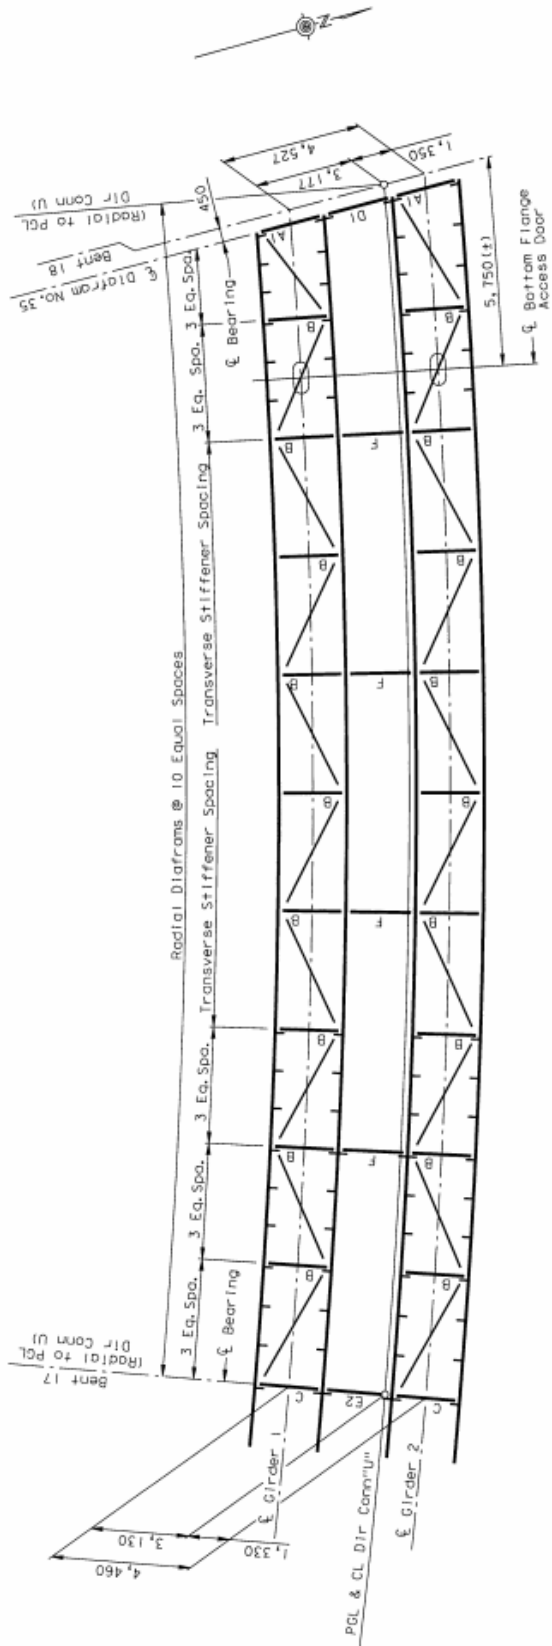 N
4,527
3,177
1,350
(Radial to PGL
Dir Conn U)
Bent 18
℄ Diafram No.35
450
A1
D1
A1
5,750(±)
℄ Bottom Flange
Access Door
3 Eq. Spa.
℄ Bearing
B
B
3 Eq. Spa.
B
F
B
Transverse Stiffener Spacing
B
B
B
F
B
Radial Diaframs @ 10 Equal Spaces
B
B
Transverse Stiffener Spacing
B
F
B
B
B
3 Eq. Spa.
B
F
B
3 Eq. Spa.
B
B
3 Eq. Spa.
℄ Bearing
Bent 17
(Radial to PGL
Dir Conn U)
C
E2
C
℄ Girder 1
℄ Girder 2
PGL & CL Dir Conn"U"
3,130
1,330
4,460